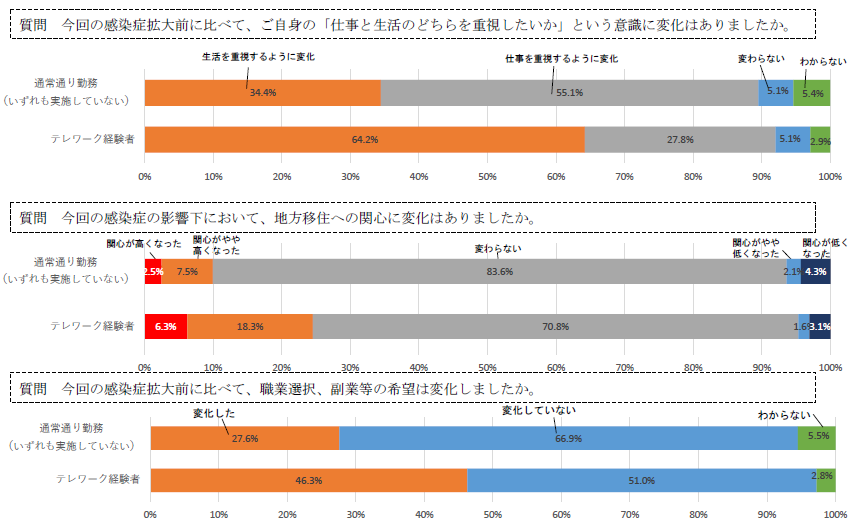 質問　今回の感染症拡大前に比べて、ご自身の「仕事と生活のどちらを重視したいか」という意識に変化はありましたか。
生活を重視するように変化
仕事を重視するように変化
変わらない
わからない
通常通り勤務
（いずれも実施していない）
34.4%
55.1%
5.1%
5.4%
テレワーク経験者
64.2%
27.8%
5.1%
2.9%
0%
10%
20%
30%
40%
50%
60%
70%
80%
90%
100%
質問　今回の感染症の影響下において、地方移住への関心に変化はありましたか。
関心が高くなった
関心がやや
高くなった
変わらない
関心がやや
低くなった
関心が低く
なった
通常通り勤務
（いずれも実施していない）
2.5%
7.5%
83.6%
2.1%
4.3%
テレワーク経験者
6.3%
18.3%
70.8%
1.6%
3.1%
0%
10%
20%
30%
40%
50%
60%
70%
80%
90%
100%
質問　今回の感染症拡大前に比べて、職業選択、副業等の希望は変化しましたか。
変化した
変化していない
わからない
通常通り勤務
（いずれも実施していない）
27.6%
66.9%
5.5%
テレワーク経験者
46.3%
51.0%
2.8%
0%
10%
20%
30%
40%
50%
60%
70%
80%
90%
100%